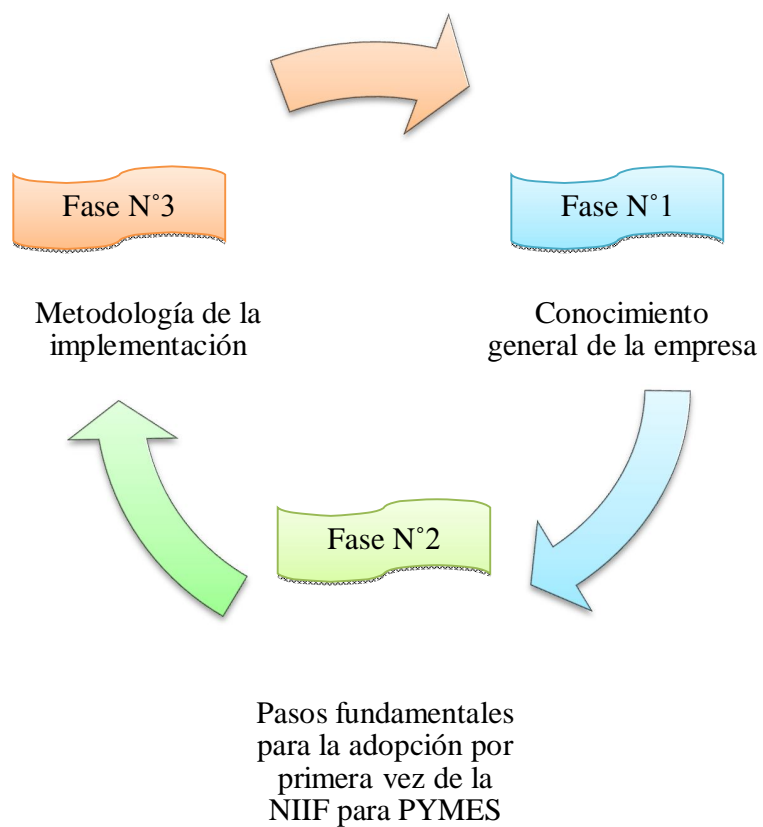 Fase N°3
Metodología de la
implementación
Fase N°1
Conocimiento
general de la empresa
Fase N°2
Pasos fundamentales
para la adopción por
primera vez de la
NIIF para PYMES